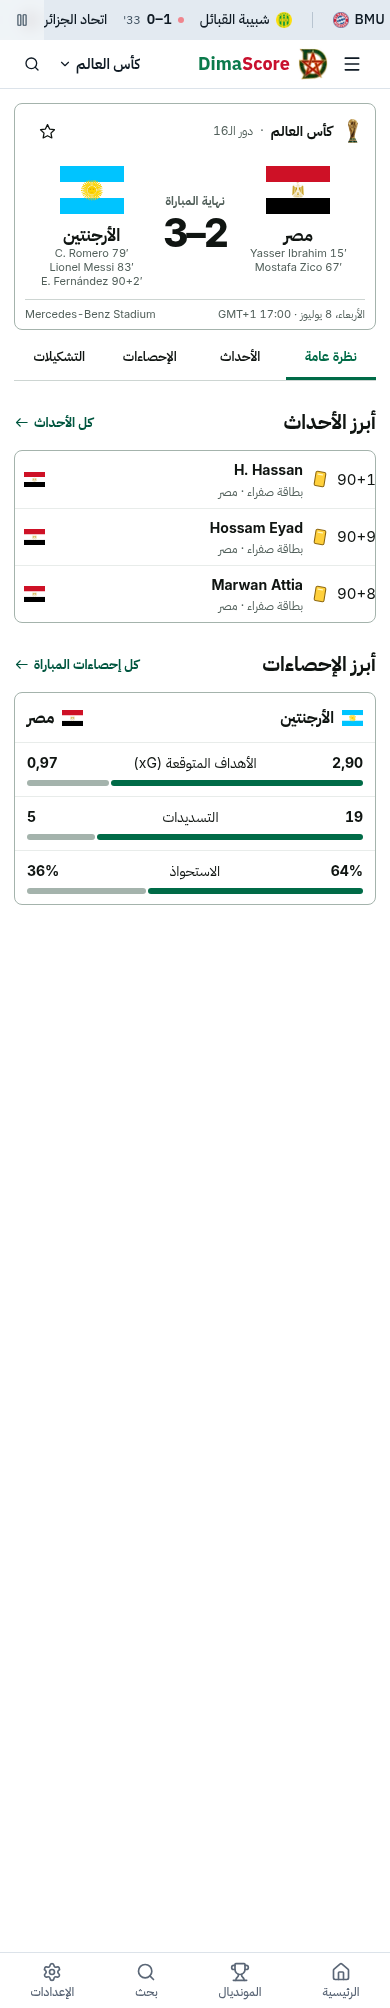 BMU
شبيبة القبائل 0–1 33' اتحاد الجزائر
DimaScore
كأس العالم
كأس العالم · دور الـ16
مصر
Yasser Ibrahim 15'
Mostafa Zico 67'
نهاية المباراة
3–2
الأرجنتين
C. Romero 79'
Lionel Messi 83'
E. Fernández 90+2'
الأربعاء، 8 يوليوز · 17:00 GMT+1
Mercedes-Benz Stadium
نظرة عامة
الأحداث
الإحصاءات
التشكيلات
أبرز الأحداث
كل الأحداث ←
90+1
H. Hassan
بطاقة صفراء · مصر
90+9
Hossam Eyad
بطاقة صفراء · مصر
90+8
Marwan Attia
بطاقة صفراء · مصر
أبرز الإحصاءات
كل إحصاءات المباراة ←
الأرجنتين
مصر
2,90 الأهداف المتوقعة (xG) 0,97
19 التسديدات 5
64% الاستحواذ 36%
الرئيسية
المونديال
بحث
الإعدادات